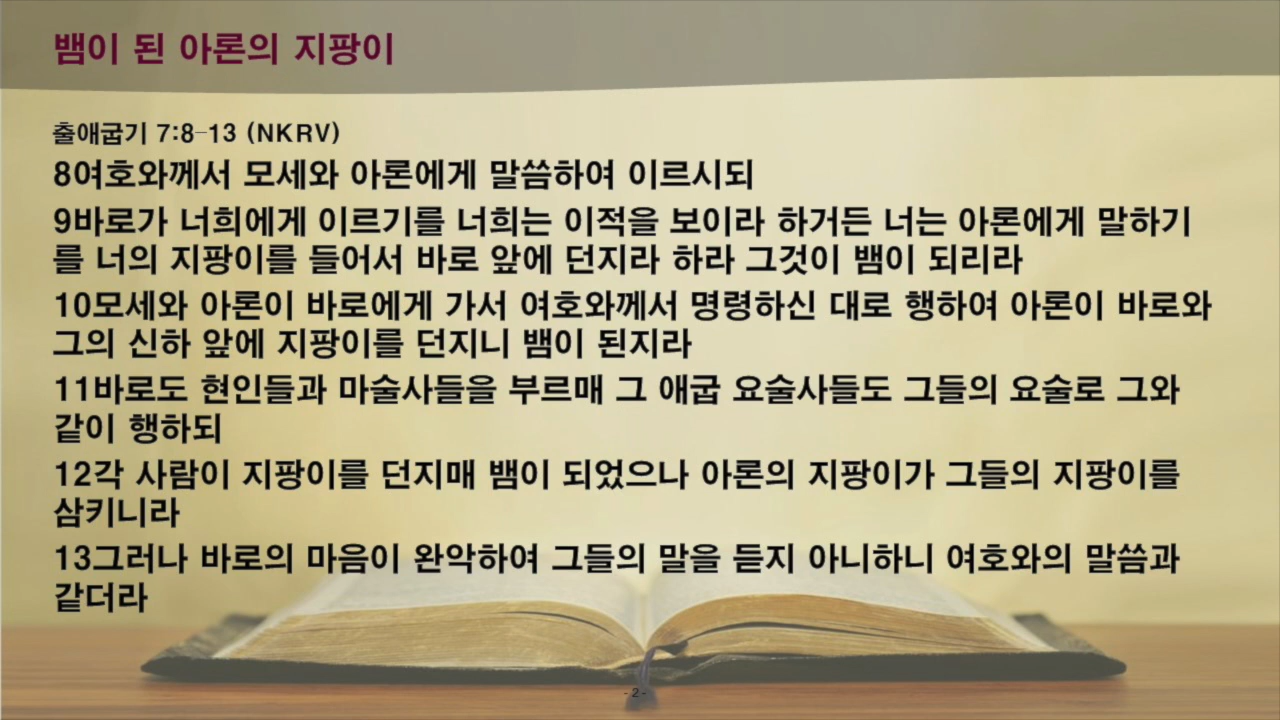 뱀이 된 아론의 지팡이
출애굽기 7:8-13 (NKRV)
8여호와께서 모세와 아론에게 말씀하여 이르시되
9바로가 너희에게 이르기를 너희는 이적을 보이라 하거든 너는 아론에게 말하기
를 너의 지팡이를 들어서 바로 앞에 던지라 하라 그것이 뱀이 되리라
10모세와 아론이 바로에게 가서 여호와께서 명령하신 대로 행하여 아론이 바로와
그의 신하 앞에 지팡이를 던지니 뱀이 된지라
11바로도 현인들과 마술사들을 부르매 그 애굽 요술사들도 그들의 요술로 그와
같이 행하되
12각 사람이 지팡이를 던지매 뱀이 되었으나 아론의 지팡이가 그들의 지팡이를
삼키니라
13그러나 바로의 마음이 완악하여 그들의 말을 듣지 아니하니 여호와의 말씀과
같더라
- 2 -